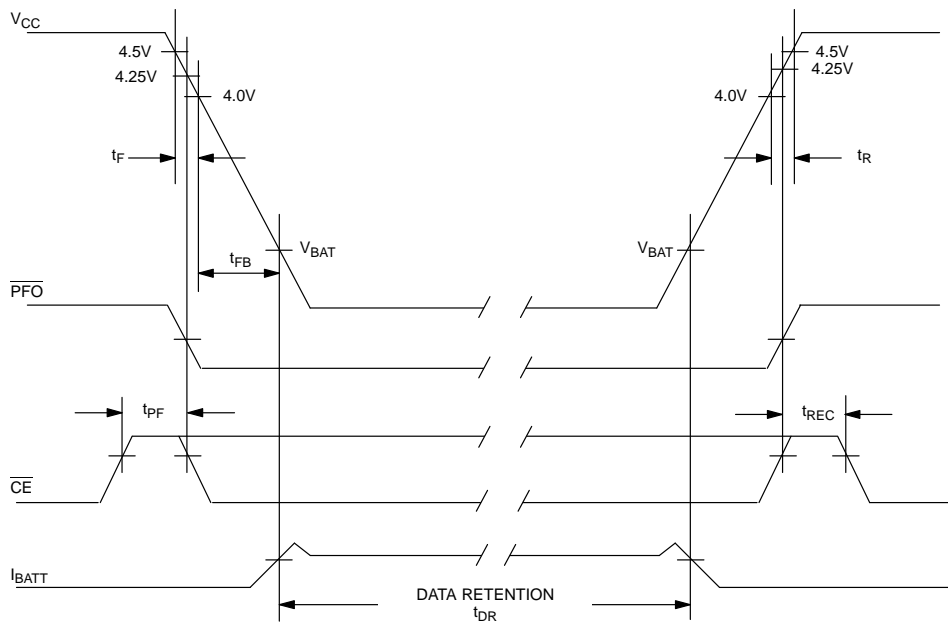 VCC
4.5V
4.5V
4.25V
4.25V
4.0V
4.0V
tF
tR
VBAT
VBAT
tFB
PFO
tPF
tREC
CE
IBATT
DATA RETENTION
tDR